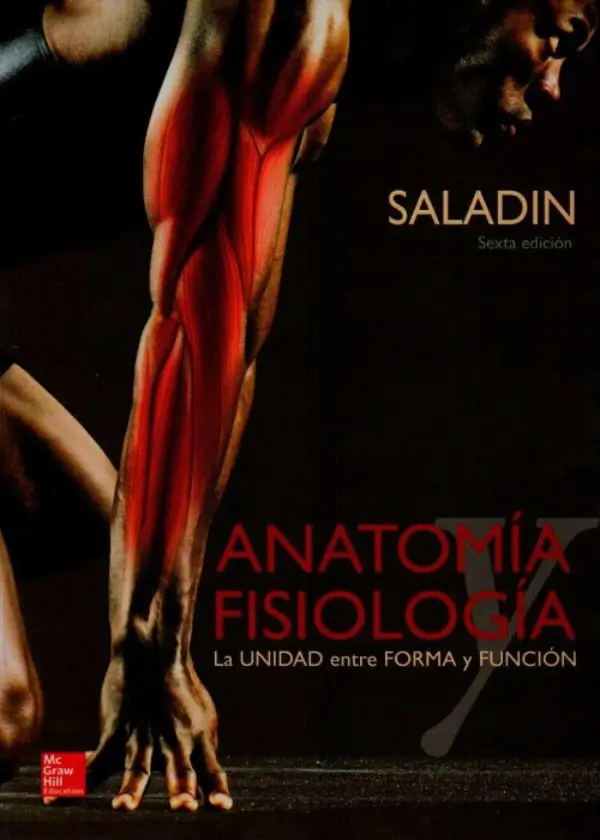 SALADIN
Sexta edición
ANATOMÍA
y
FISIOLOGÍA
La UNIDAD entre FORMA y FUNCIÓN
Mc
Graw
Hill
Education